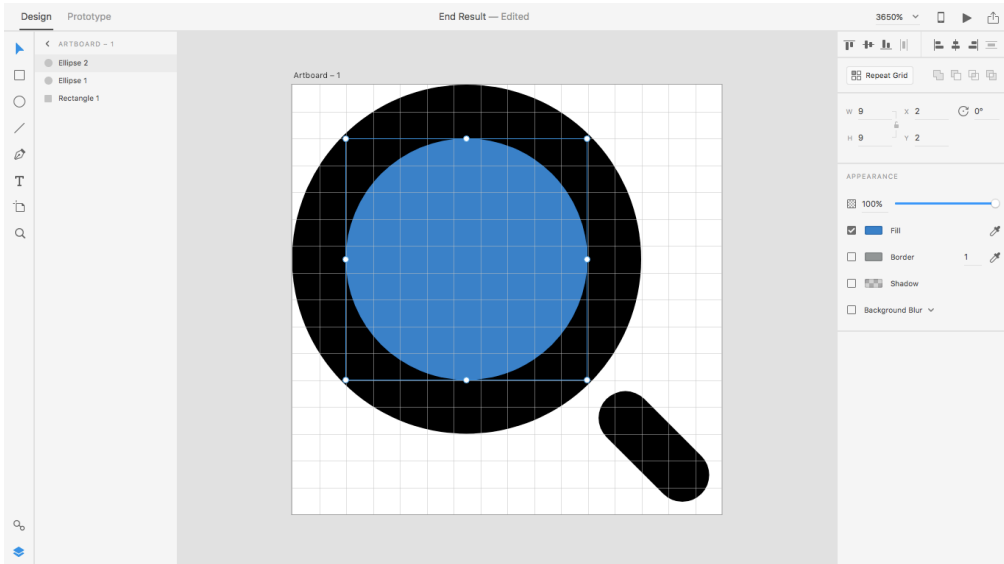 Design Prototype End Result — Edited 3650%
ARTBOARD – 1
Ellipse 2
Ellipse 1
Rectangle 1
Artboard – 1
Repeat Grid
W 9 X 2 0°
H 9 Y 2
APPEARANCE
100%
Fill
Border 1
Shadow
Background Blur
T